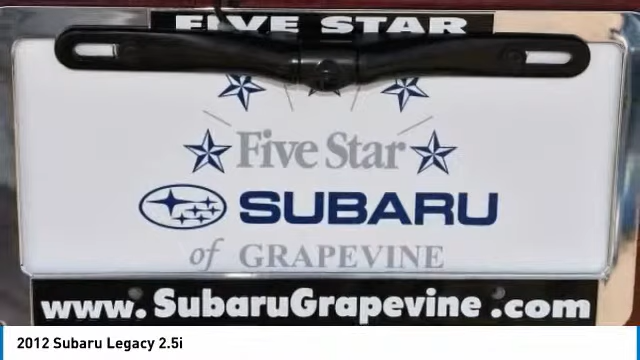 FIVE STAR
Five Star
SUBARU
of GRAPEVINE
www.SubaruGrapevine.com
2012 Subaru Legacy 2.5i